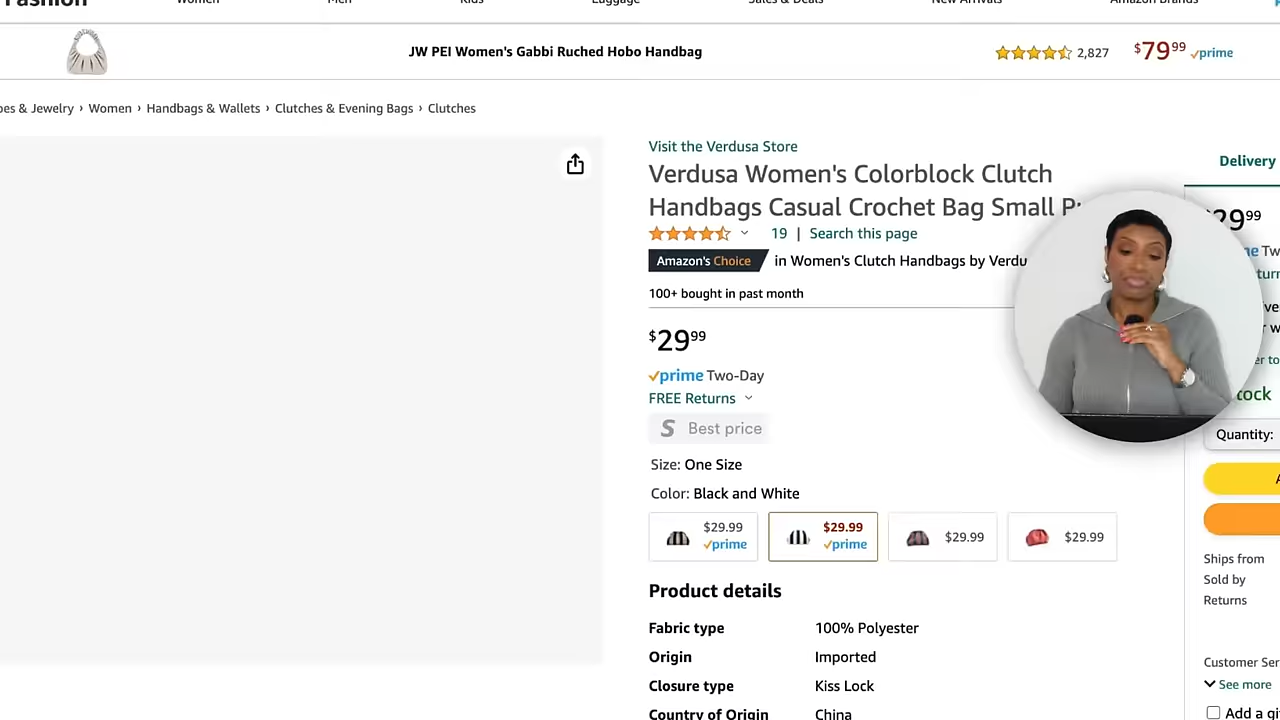 Fashion
Women
Men
Kids
Luggage
Sales & Deals
New Arrivals
Amazon Brands
JW PEI Women's Gabbi Ruched Hobo Handbag
2,827
$79 99
prime
Jewelry › Women › Handbags & Wallets › Clutches & Evening Bags › Clutches
Visit the Verdusa Store
Verdusa Women's Colorblock Clutch
Handbags Casual Crochet Bag Small
19 | Search this page
Amazon's Choice in Women's Clutch Handbags by
100+ bought in past month
$29 99
prime Two-Day
FREE Returns
S Best price
Size: One Size
Color: Black and White
$29.99
prime
$29.99
prime
$29.99
$29.99
Product details
Fabric type 100% Polyester
Origin Imported
Closure type Kiss Lock
Country of Origin China
Delivery
29 99
Quantity:
Ships from
Sold by
Returns
Customer
See more
Add a